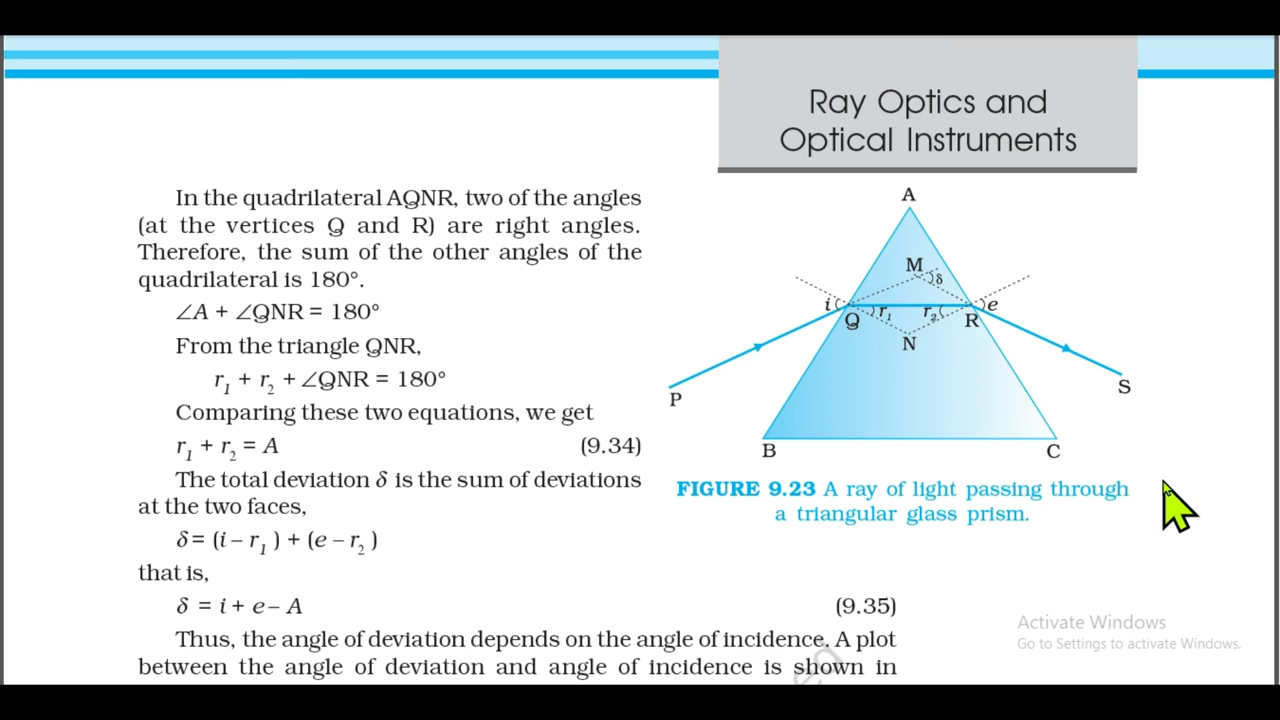 Ray Optics and
Optical Instruments
In the quadrilateral AQNR, two of the angles
(at the vertices Q and R) are right angles.
Therefore, the sum of the other angles of the
quadrilateral is 180°.
∠A + ∠QNR = 180°
From the triangle QNR,
r₁ + r₂ + ∠QNR = 180°
Comparing these two equations, we get
r₁ + r₂ = A (9.34)
The total deviation δ is the sum of deviations
at the two faces,
δ = (i – r₁ ) + (e – r₂ )
that is,
δ = i + e – A (9.35)
Thus, the angle of deviation depends on the angle of incidence. A plot
between the angle of deviation and angle of incidence is shown in
A
M
δ
i
Q
r₁
r₂
R
e
N
P
S
B
C
FIGURE 9.23 A ray of light passing through
a triangular glass prism.
Activate Windows
Go to Settings to activate Windows.